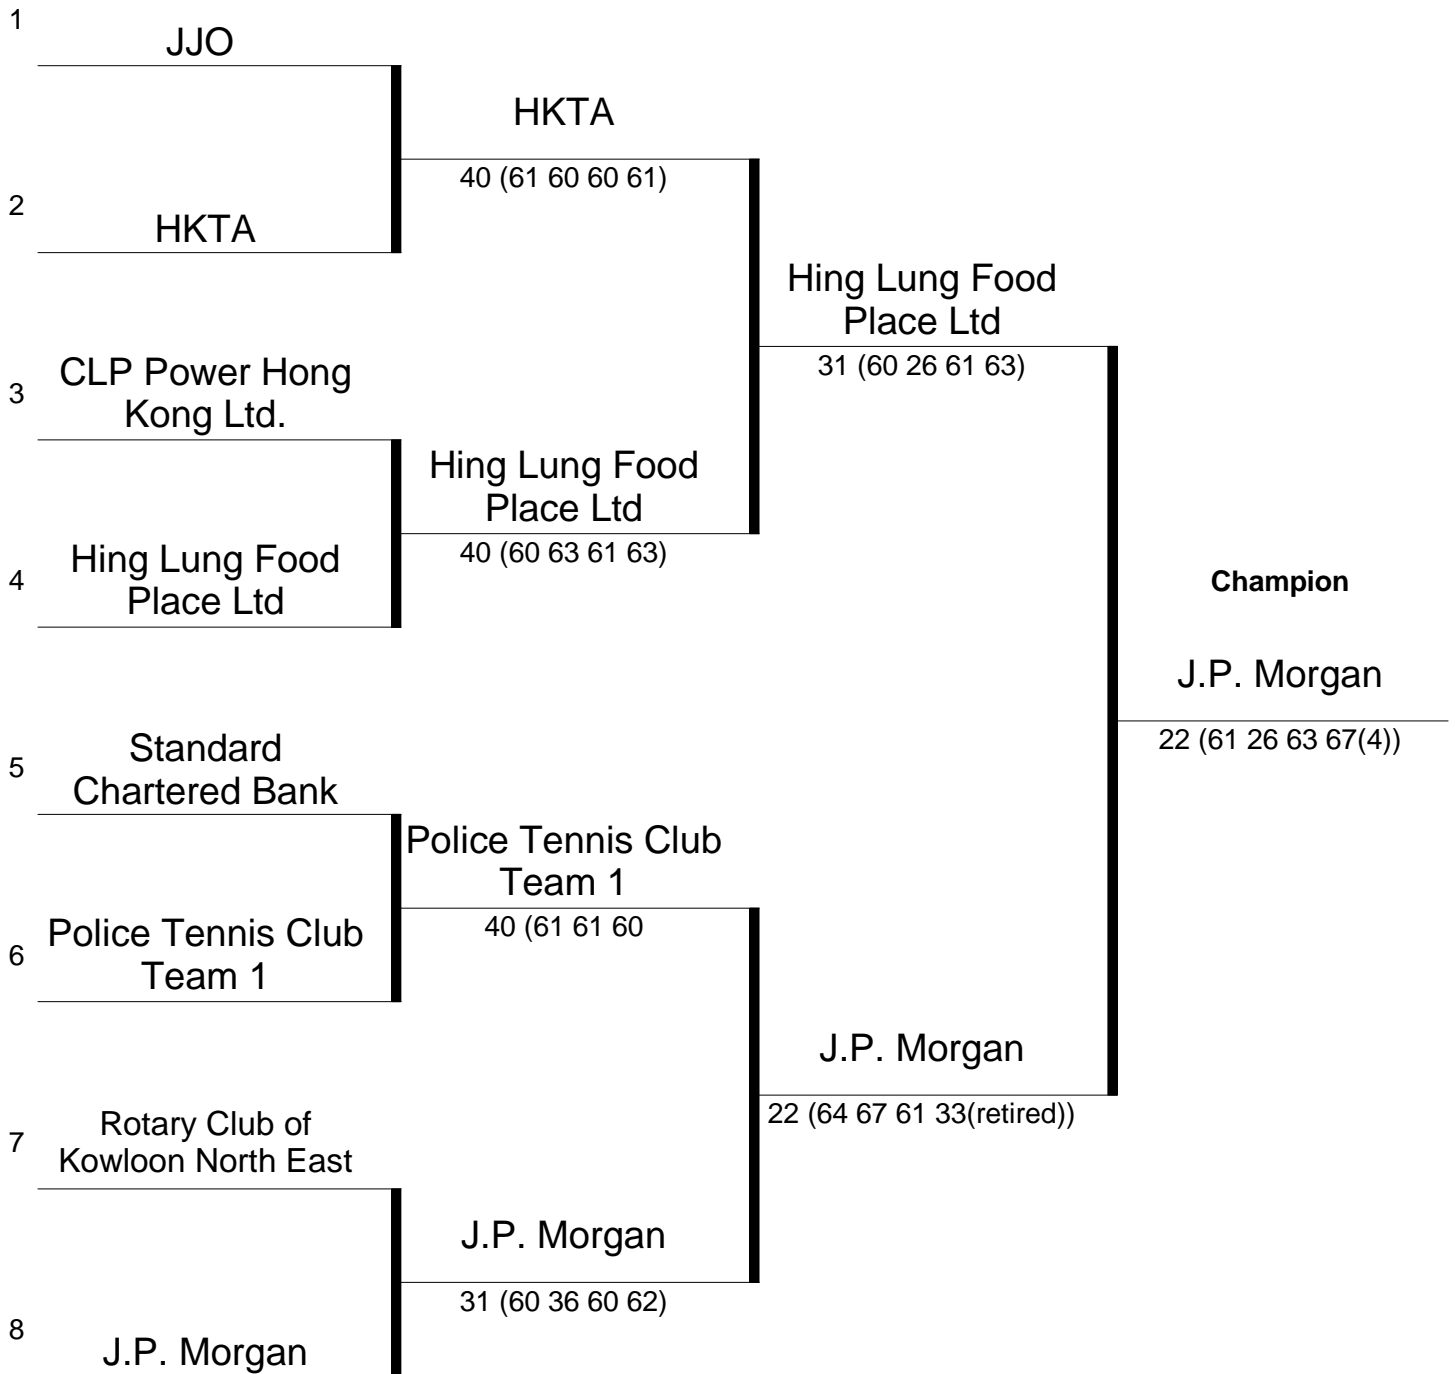 1
JJO
HKTA
40 (61 60 60 61)
2
HKTA
Hing Lung Food
Place Ltd
31 (60 26 61 63)
3
CLP Power Hong
Kong Ltd.
Hing Lung Food
Place Ltd
40 (60 63 61 63)
4
Hing Lung Food
Place Ltd
Champion
J.P. Morgan
22 (61 26 63 67(4))
5
Standard
Chartered Bank
Police Tennis Club
Team 1
40 (61 61 60
6
Police Tennis Club
Team 1
J.P. Morgan
22 (64 67 61 33(retired))
7
Rotary Club of
Kowloon North East
J.P. Morgan
31 (60 36 60 62)
8
J.P. Morgan